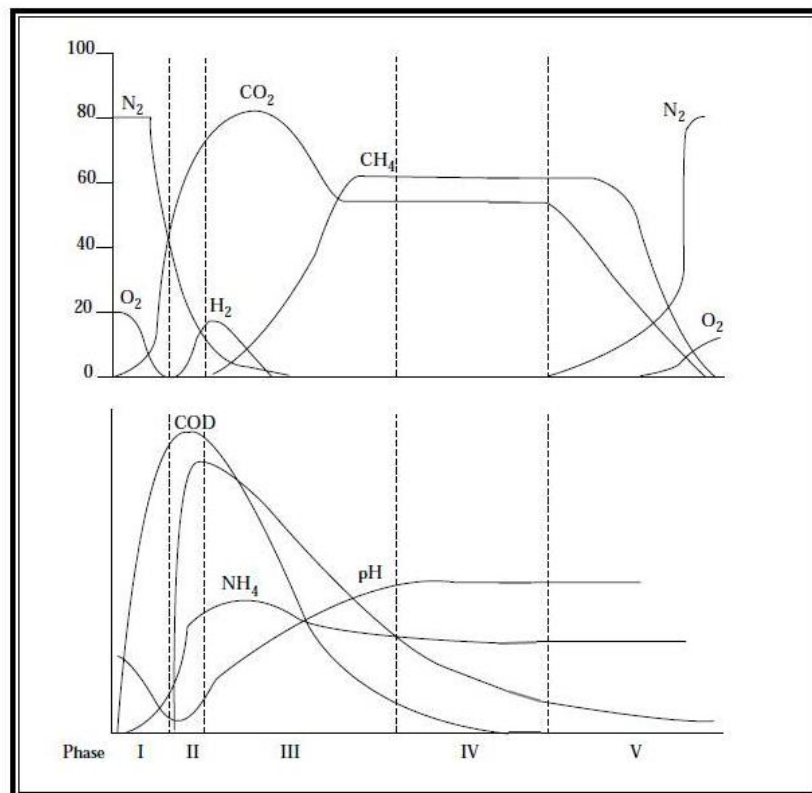 100
CO₂
N₂
N₂
80
CH₄
60
40
O₂
H₂
20
O₂
0
COD
pH
NH₄
Phase I II III IV V